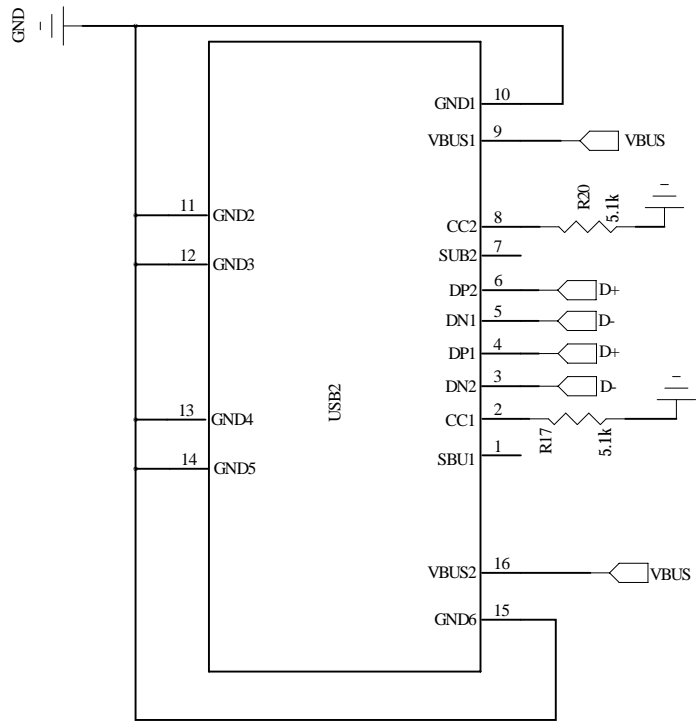 GND
10
GND1
9
VBUS1
VBUS
R20
5.1k
11
GND2
8
CC2
7
SUB2
12
GND3
6
DP2
D+
5
DN1
D-
4
DP1
D+
3
DN2
D-
USB2
13
GND4
2
CC1
R17
5.1k
14
GND5
1
SBU1
16
VBUS2
VBUS
15
GND6